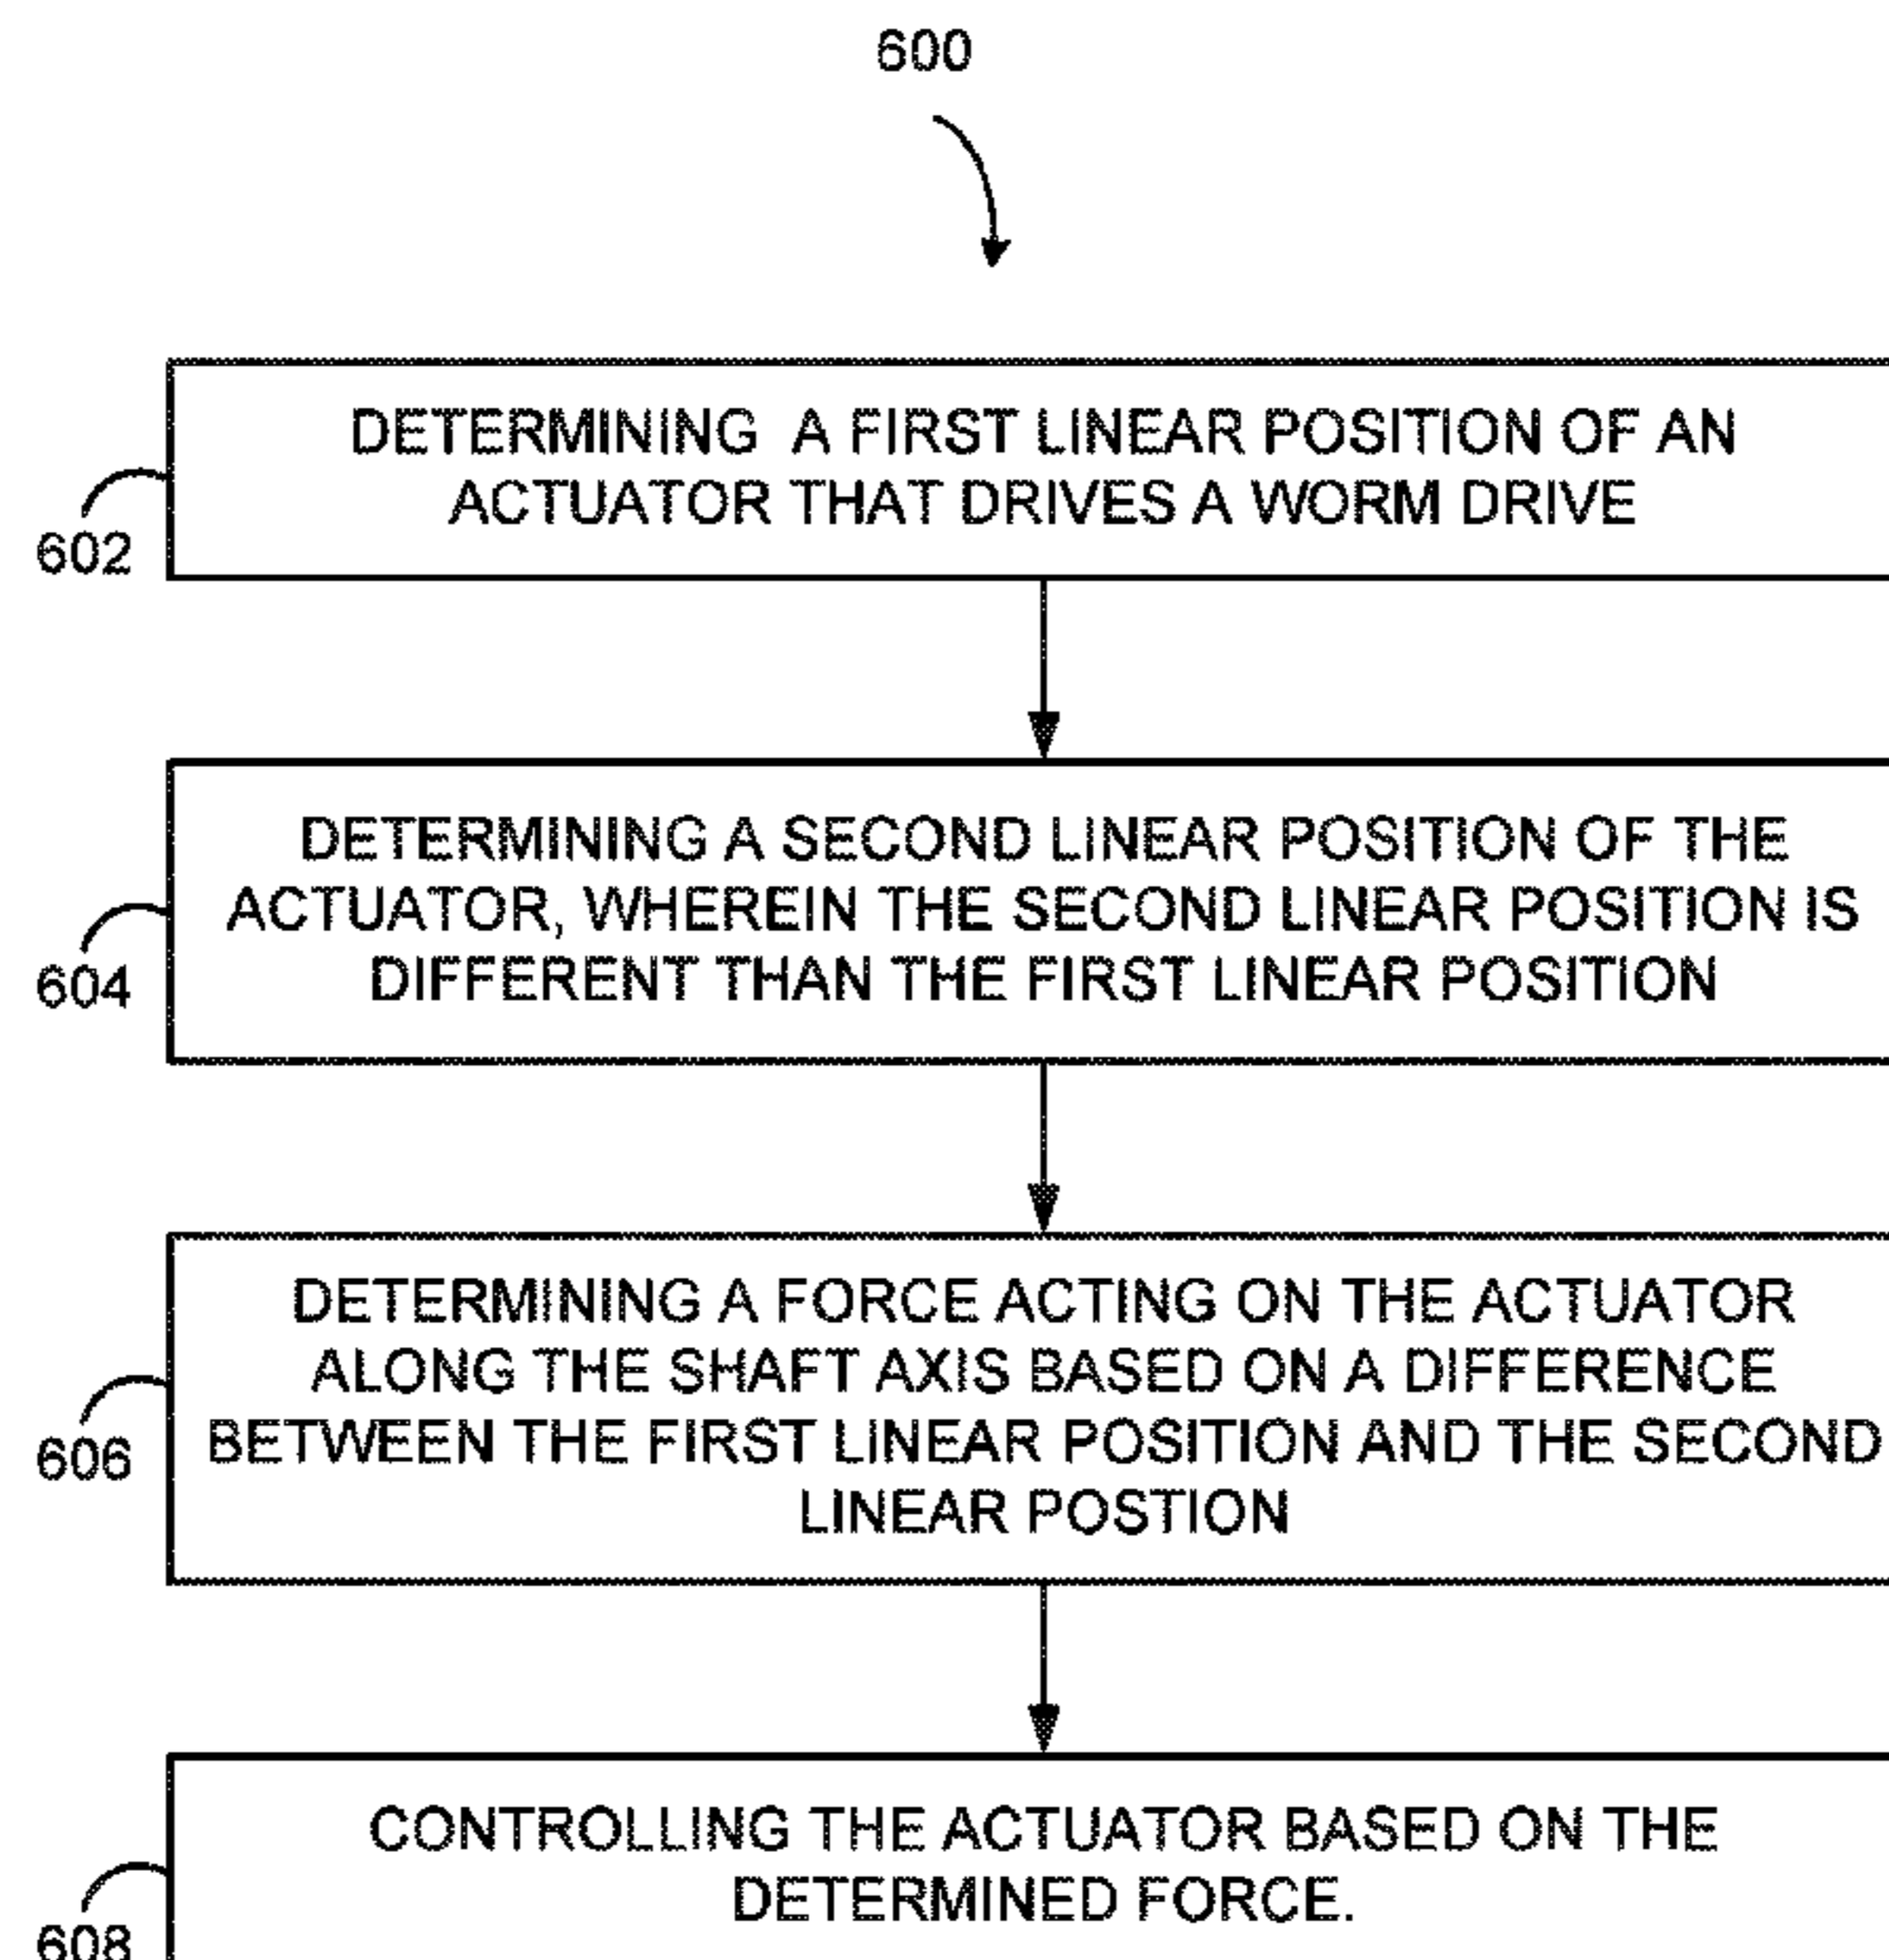 600
DETERMINING A FIRST LINEAR POSITION OF AN
ACTUATOR THAT DRIVES A WORM DRIVE
602
DETERMINING A SECOND LINEAR POSITION OF THE
ACTUATOR, WHEREIN THE SECOND LINEAR POSITION IS
DIFFERENT THAN THE FIRST LINEAR POSITION
604
DETERMINING A FORCE ACTING ON THE ACTUATOR
ALONG THE SHAFT AXIS BASED ON A DIFFERENCE
BETWEEN THE FIRST LINEAR POSITION AND THE SECOND
LINEAR POSTION
606
CONTROLLING THE ACTUATOR BASED ON THE
DETERMINED FORCE.
608